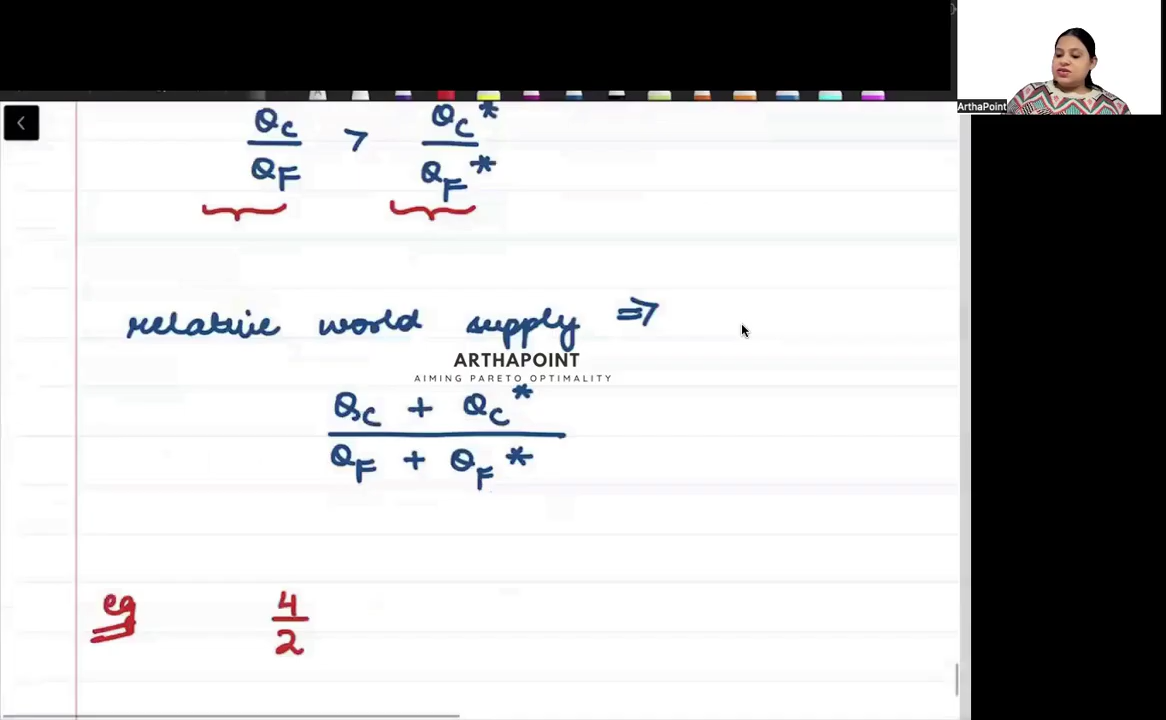 ArthaPoint
Qc / QF > Qc* / QF*
relative world supply =>
ARTHAPOINT
AIMING PARETO OPTIMALITY
Qc + Qc*
QF + QF*
eg 4/2